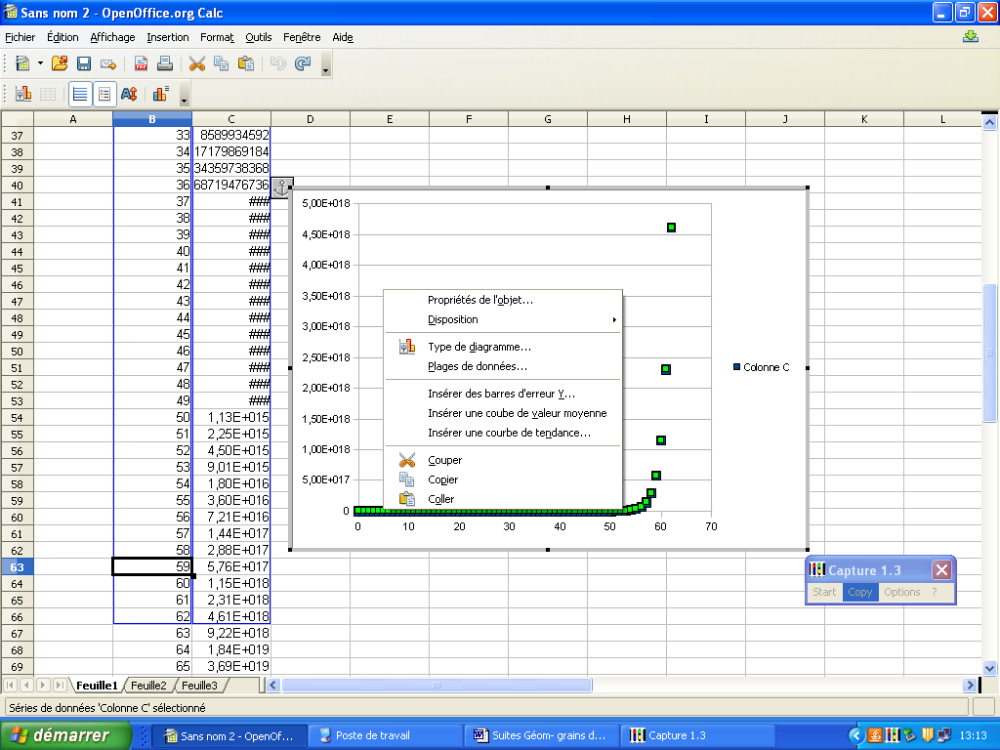 Sans nom 2 - OpenOffice.org Calc
Fichier Édition Affichage Insertion Format Outils Fenêtre Aide
A B C D E F G H I J K L
37 33 8589934592
38 34 17179869184
39 35 34359738368
40 36 68719476736
41 37 ###
42 38 ###
43 39 ###
44 40 ###
45 41 ###
46 42 ###
47 43 ###
48 44 ###
49 45 ###
50 46 ###
51 47 ###
52 48 ###
53 49 ###
54 50 1,13E+015
55 51 2,25E+015
56 52 4,50E+015
57 53 9,01E+015
58 54 1,80E+016
59 55 3,60E+016
60 56 7,21E+016
61 57 1,44E+017
62 58 2,88E+017
63 59 5,76E+017
64 60 1,15E+018
65 61 2,31E+018
66 62 4,61E+018
67 63 9,22E+018
68 64 1,84E+019
69 65 3,69E+019
5,00E+018
4,50E+018
4,00E+018
3,50E+018
3,00E+018
2,50E+018
2,00E+018
1,50E+018
1,00E+018
5,00E+017
0
0 10 20 30 40 50 60 70
Colonne C
Propriétés de l'objet...
Disposition
Type de diagramme...
Plages de données...
Insérer des barres d'erreur Y...
Insérer une coube de valeur moyenne
Insérer une courbe de tendance...
Couper
Copier
Coller
Capture 1.3
Start Copy Options ?
Feuille1 Feuille2 Feuille3
Séries de données 'Colonne C' sélectionné
démarrer Sans nom 2 - OpenOf... Poste de travail Suites Géom- grains d... Capture 1.3 13:13